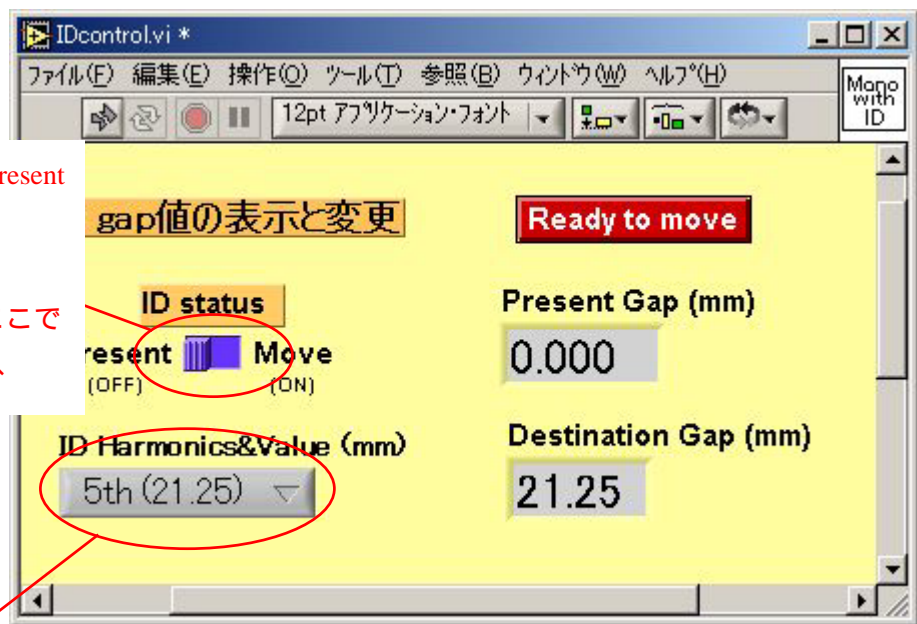 IDcontrol.vi *
ファイル(F) 編集(E) 操作(O) ツール(T) 参照(B) ウィンドウ(W) ヘルプ(H)
Mono with ID
12pt アプリケーション・フォント
resent
gap値の表示と変更
Ready to move
ID status
Present Gap (mm)
こで
resent Move
0.000
(OFF) (ON)
、
ID Harmonics&Value (mm)
Destination Gap (mm)
5th (21.25)
21.25